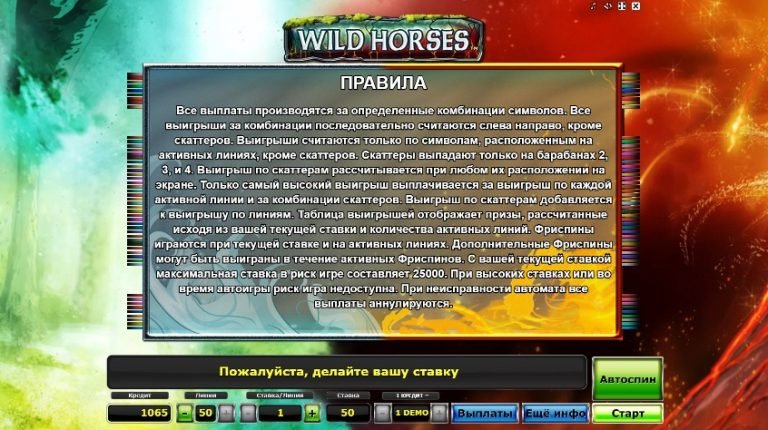 WILD HORSES
ПРАВИЛА
Все выплаты производятся за определенные комбинации символов. Все
выигрыши за комбинации последовательно считаются слева направо, кроме
скаттеров. Выигрыши считаются только по символам, расположенным на
активных линиях, кроме скаттеров. Скаттеры выпадают только на барабанах 2,
3, и 4. Выигрыш по скаттерам рассчитывается при любом их расположении на
экране. Только самый высокий выигрыш выплачивается за выигрыш по каждой
активной линии и за комбинации скаттеров. Выигрыш по скаттерам добавляется
к выигрышу по линиям. Таблица выигрышей отображает призы, рассчитанные
исходя из вашей текущей ставки и количества активных линий. Фриспины
играются при текущей ставке и на активных линиях. Дополнительные Фриспины
могут быть выиграны в течение активных Фриспинов. С вашей текущей ставкой
максимальная ставка в риск игре составляет 25000. При высоких ставках или во
время автоигры риск игра недоступна. При неисправности автомата все
выплаты аннулируются.
Пожалуйста, делайте вашу ставку
Автоспин
Кредит Линии Ставка/Линия Ставка 1 КРЕДИТ =
1065 - 50 + - 1 + 50 - 1 DEMO + Выплаты Ещё инфо Старт